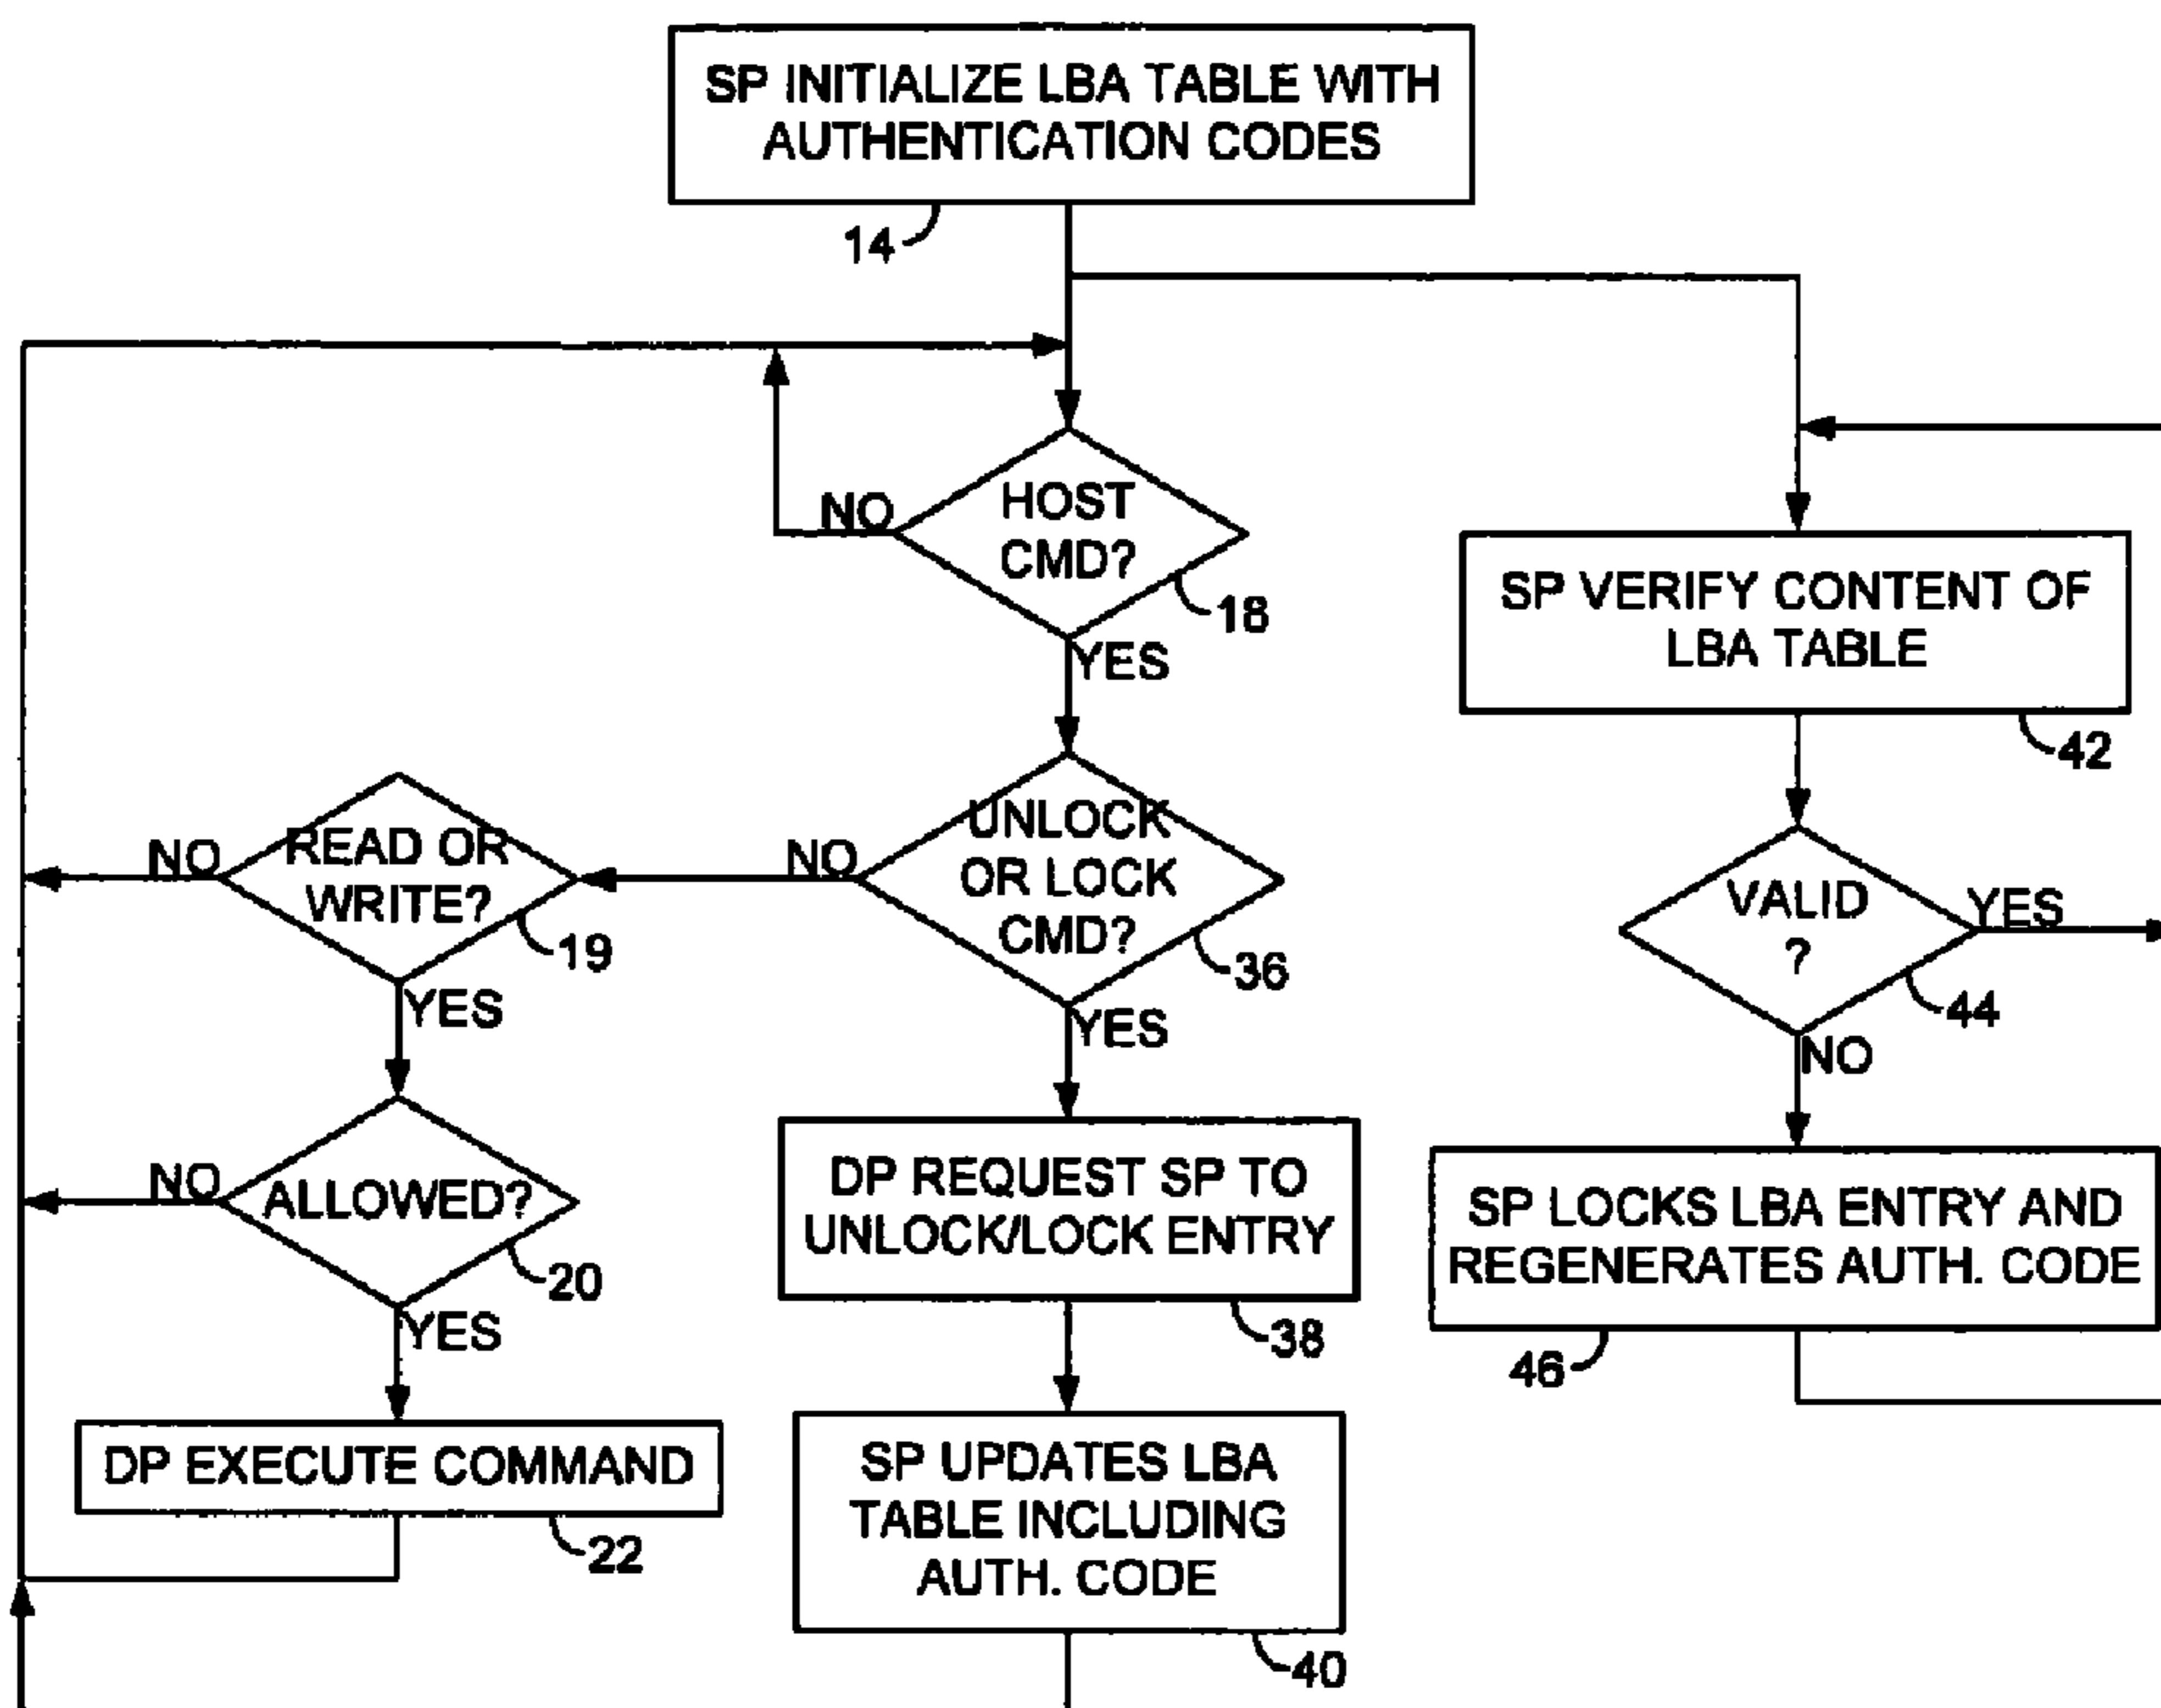 SP INITIALIZE LBA TABLE WITH
AUTHENTICATION CODES
14
HOST
CMD?
NO
18
YES
SP VERIFY CONTENT OF
LBA TABLE
42
UNLOCK
OR LOCK
CMD?
NO
36
YES
READ OR
WRITE?
NO
19
YES
VALID
?
YES
44
NO
ALLOWED?
NO
20
YES
DP REQUEST SP TO
UNLOCK/LOCK ENTRY
38
SP LOCKS LBA ENTRY AND
REGENERATES AUTH. CODE
46
DP EXECUTE COMMAND
22
SP UPDATES LBA
TABLE INCLUDING
AUTH. CODE
40